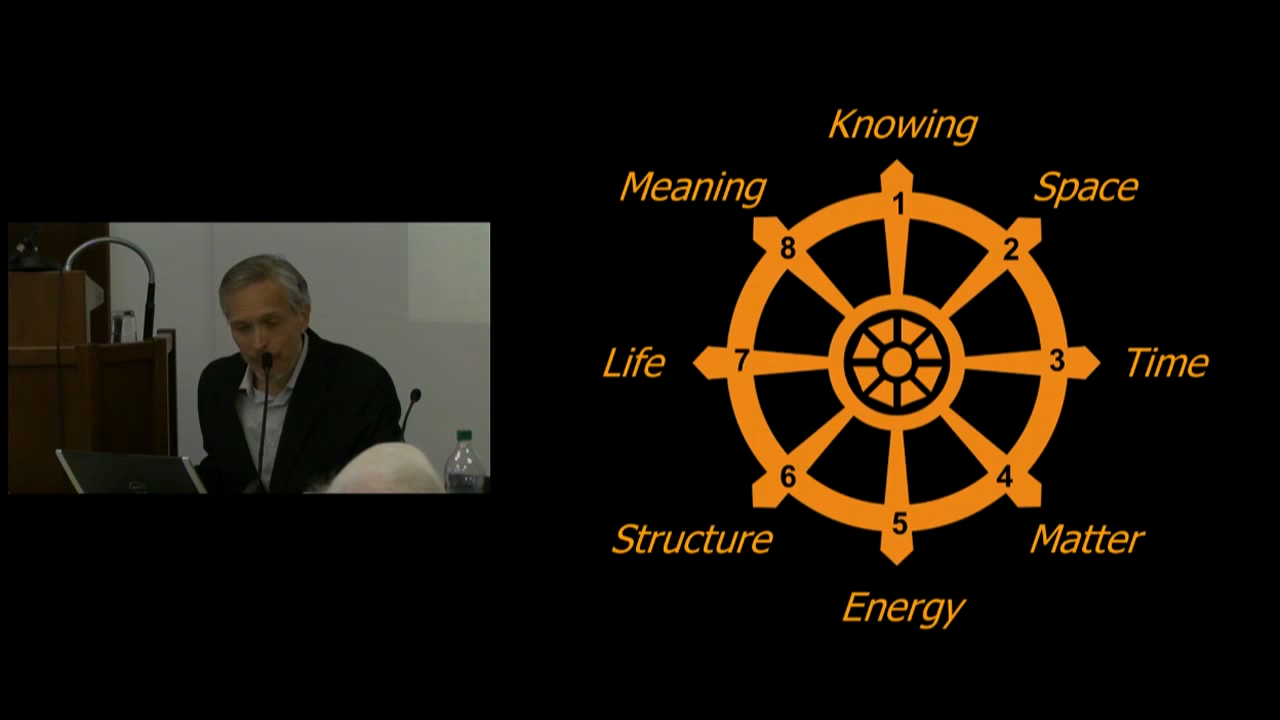 Knowing
1
Space
2
Time
3
Matter
4
Energy
5
Structure
6
Life
7
Meaning
8